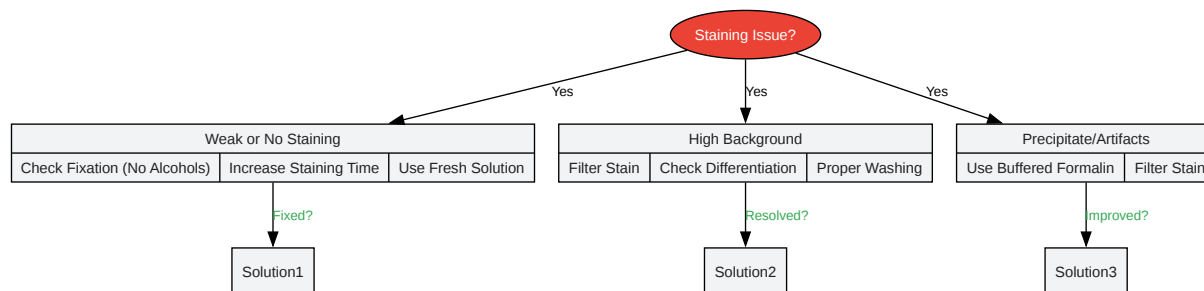 Staining Issue?
Yes
Yes
Yes
Weak or No Staining
High Background
Precipitate/Artifacts
Check Fixation (No Alcohols)
Increase Staining Time
Use Fresh Solution
Filter Stain
Check Differentiation
Proper Washing
Use Buffered Formalin
Filter Stain
Fixed?
Resolved?
Improved?
Solution1
Solution2
Solution3